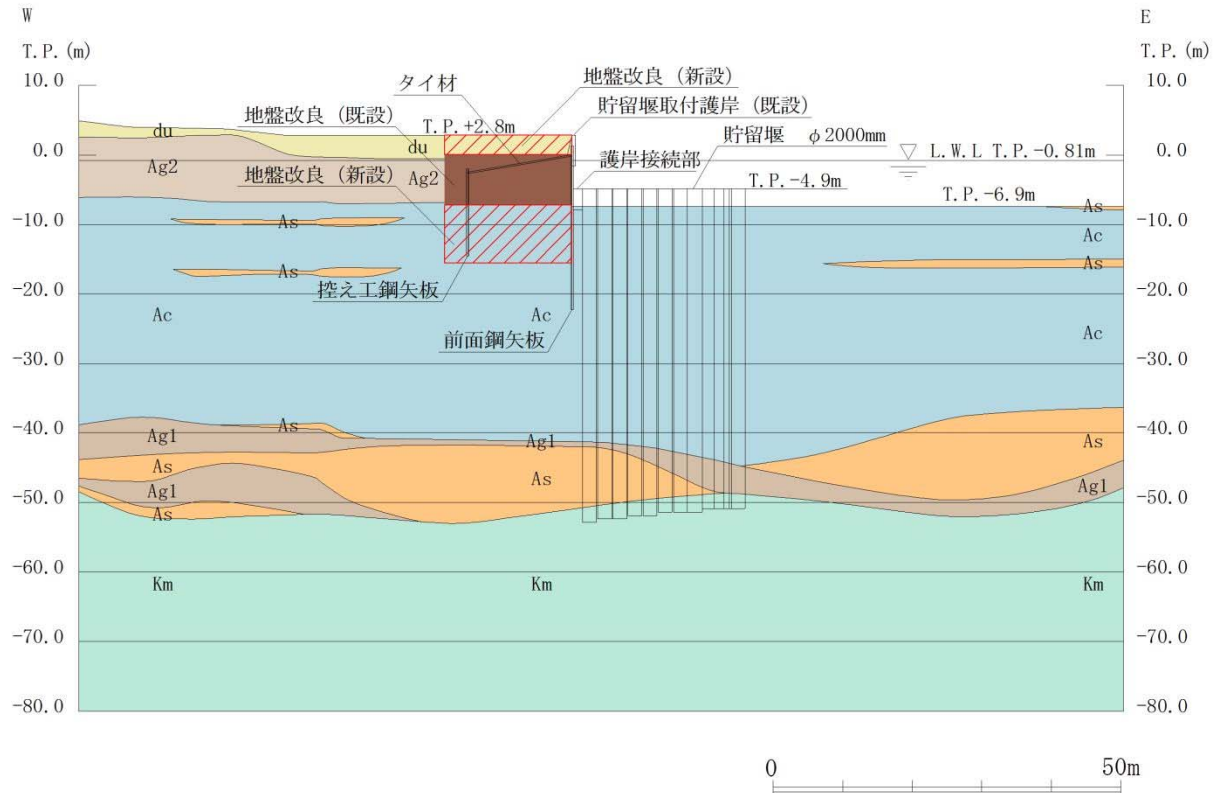 W
E
T.P.(m)
T.P.(m)
10.0
10.0
タイ材
地盤改良（新設）
地盤改良（既設）
貯留堰取付護岸（既設）
T.P.+2.8m
貯留堰 φ2000mm
du
du
0.0
0.0
護岸接続部
L.W.L T.P.-0.81m
Ag2
地盤改良（新設）
Ag2
T.P.-4.9m
T.P.-6.9m
As
-10.0
-10.0
As
Ac
As
As
-20.0
-20.0
控え工鋼矢板
Ac
Ac
前面鋼矢板
Ac
-30.0
-30.0
-40.0
-40.0
As
Ag1
Ag1
As
As
As
Ag1
Ag1
-50.0
-50.0
As
-60.0
-60.0
Km
Km
Km
-70.0
-70.0
-80.0
-80.0
0
50m